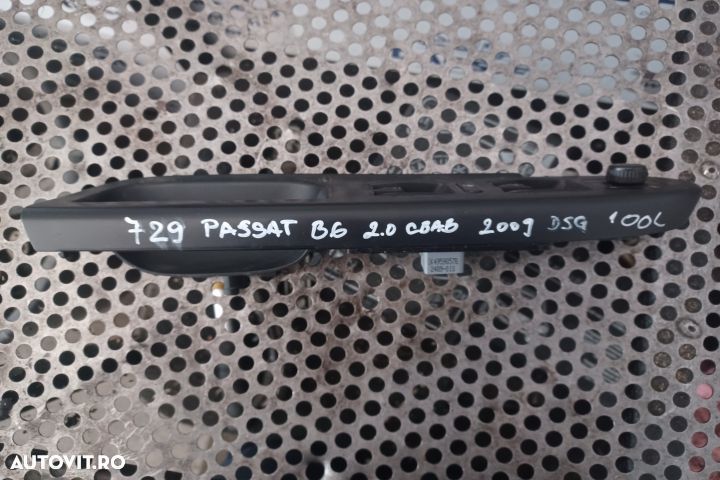 729 PASSAT B6 2.0 CBAB 2009 DSG 100L
AUTOVIT.RO